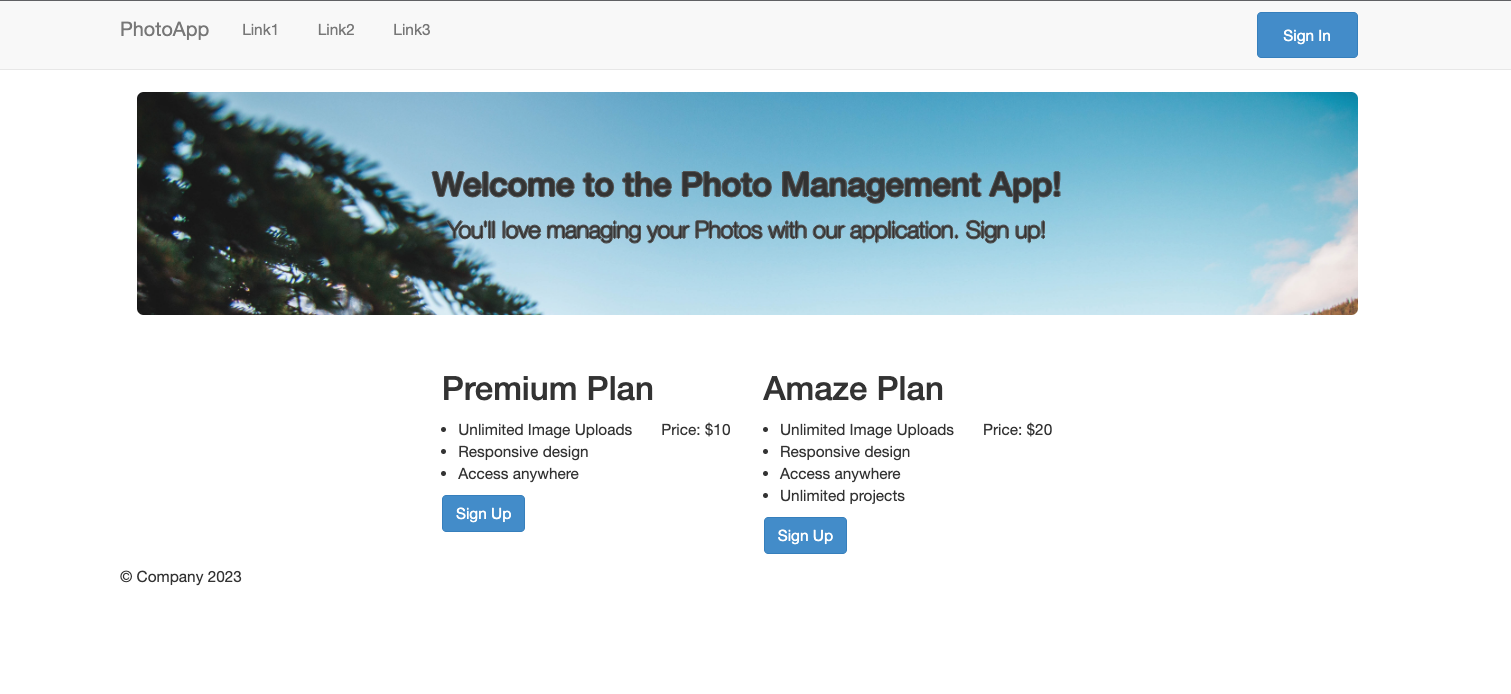 PhotoApp Link1 Link2 Link3 Sign In
Welcome to the Photo Management App!
You'll love managing your Photos with our application. Sign up!
Premium Plan
• Unlimited Image Uploads Price: $10
• Responsive design
• Access anywhere
Sign Up
Amaze Plan
• Unlimited Image Uploads Price: $20
• Responsive design
• Access anywhere
• Unlimited projects
Sign Up
© Company 2023